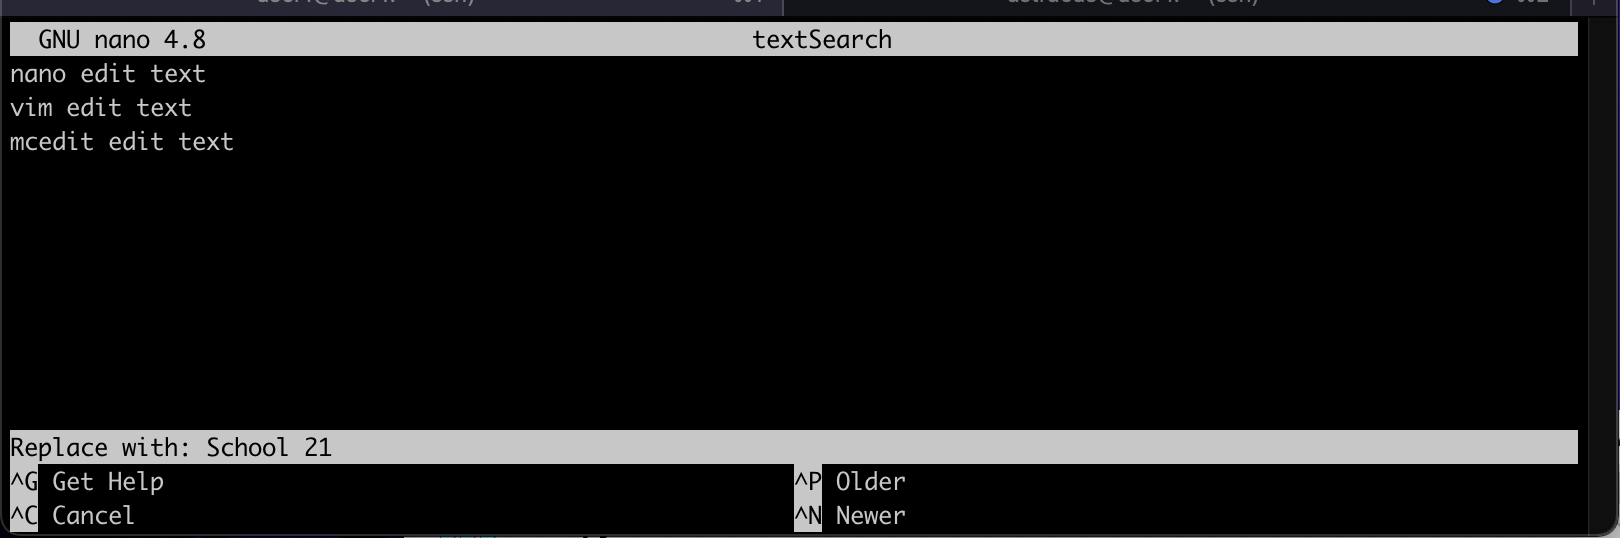 GNU nano 4.8 textSearch
nano edit text
vim edit text
mcedit edit text
Replace with: School 21
^G Get Help ^P Older
^C Cancel ^N Newer